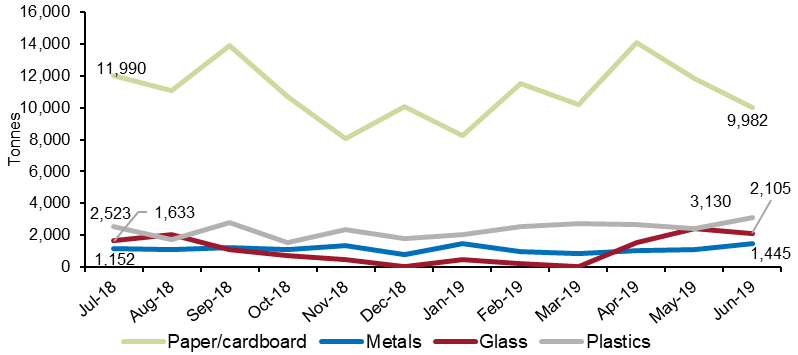 16,000
14,000
12,000
10,000
8,000
6,000
4,000
2,000
0
Tonnes
11,990
9,982
2,523
1,633
1,152
3,130
2,105
1,445
Jul-18
Aug-18
Sep-18
Oct-18
Nov-18
Dec-18
Jan-19
Feb-19
Mar-19
Apr-19
May-19
Jun-19
Paper/cardboard Metals Glass Plastics